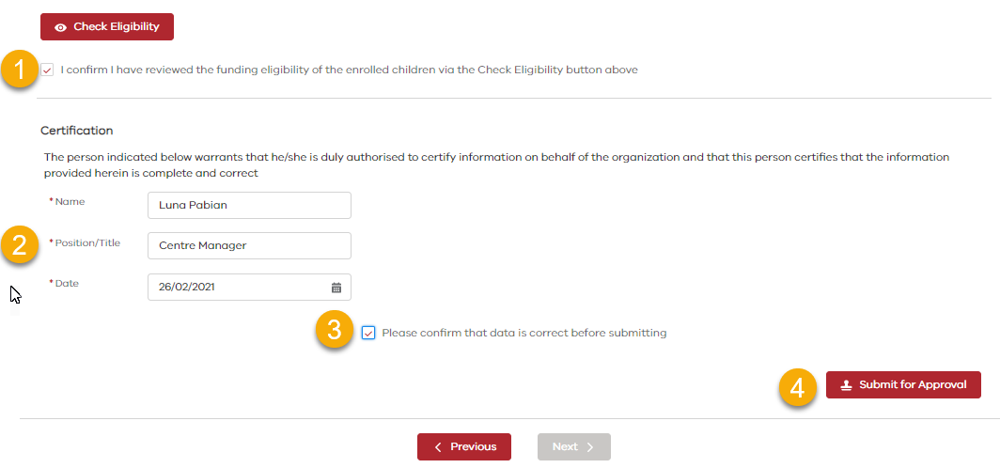 Check Eligibility
1
I confirm I have reviewed the funding eligibility of the enrolled children via the Check Eligibility button above
Certification
The person indicated below warrants that he/she is duly authorised to certify information on behalf of the organization and that this person certifies that the information
provided herein is complete and correct
* Name
Luna Pabian
2
* Position/Title
Centre Manager
* Date
26/02/2021
3
Please confirm that data is correct before submitting
4
Submit for Approval
Previous
Next